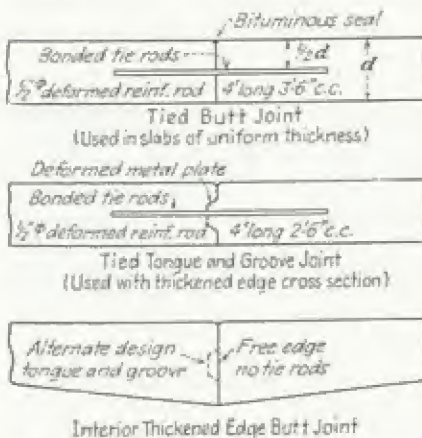 Bituminous seal
Bonded tie rods
½d
d
½"Φ deformed reinf. rod
4' long 3'-6" c.c.
Tied Butt Joint
(Used in slabs of uniform thickness)
Deformed metal plate
Bonded tie rods
½"Φ deformed reinf. rod
4' long 2'-6" c.c.
Tied Tongue and Groove Joint
(Used with thickened edge cross section)
Alternate design
tongue and groove
Free edge
no tie rods
Interior Thickened Edge Butt Joint